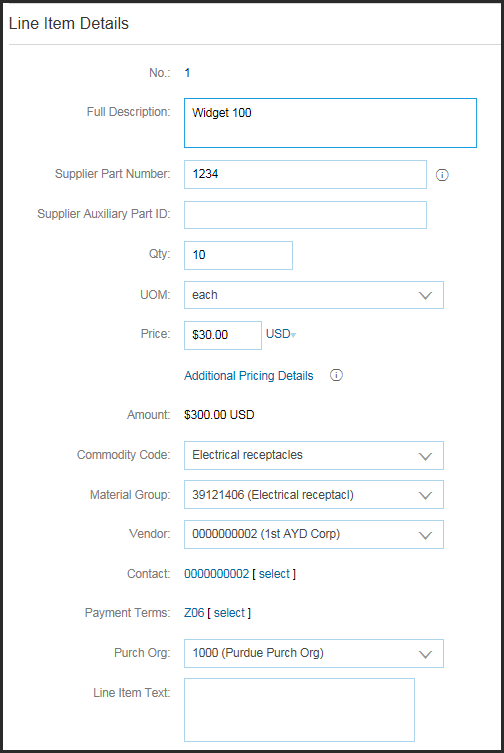 Line Item Details
No.: 1
Full Description: Widget 100
Supplier Part Number: 1234
Supplier Auxiliary Part ID:
Qty: 10
UOM: each
Price: $30.00 USD
Additional Pricing Details
Amount: $300.00 USD
Commodity Code: Electrical receptacles
Material Group: 39121406 (Electrical receptacl)
Vendor: 0000000002 (1st AYD Corp)
Contact: 0000000002 [ select ]
Payment Terms: Z06 [ select ]
Purch Org: 1000 (Purdue Purch Org)
Line Item Text: